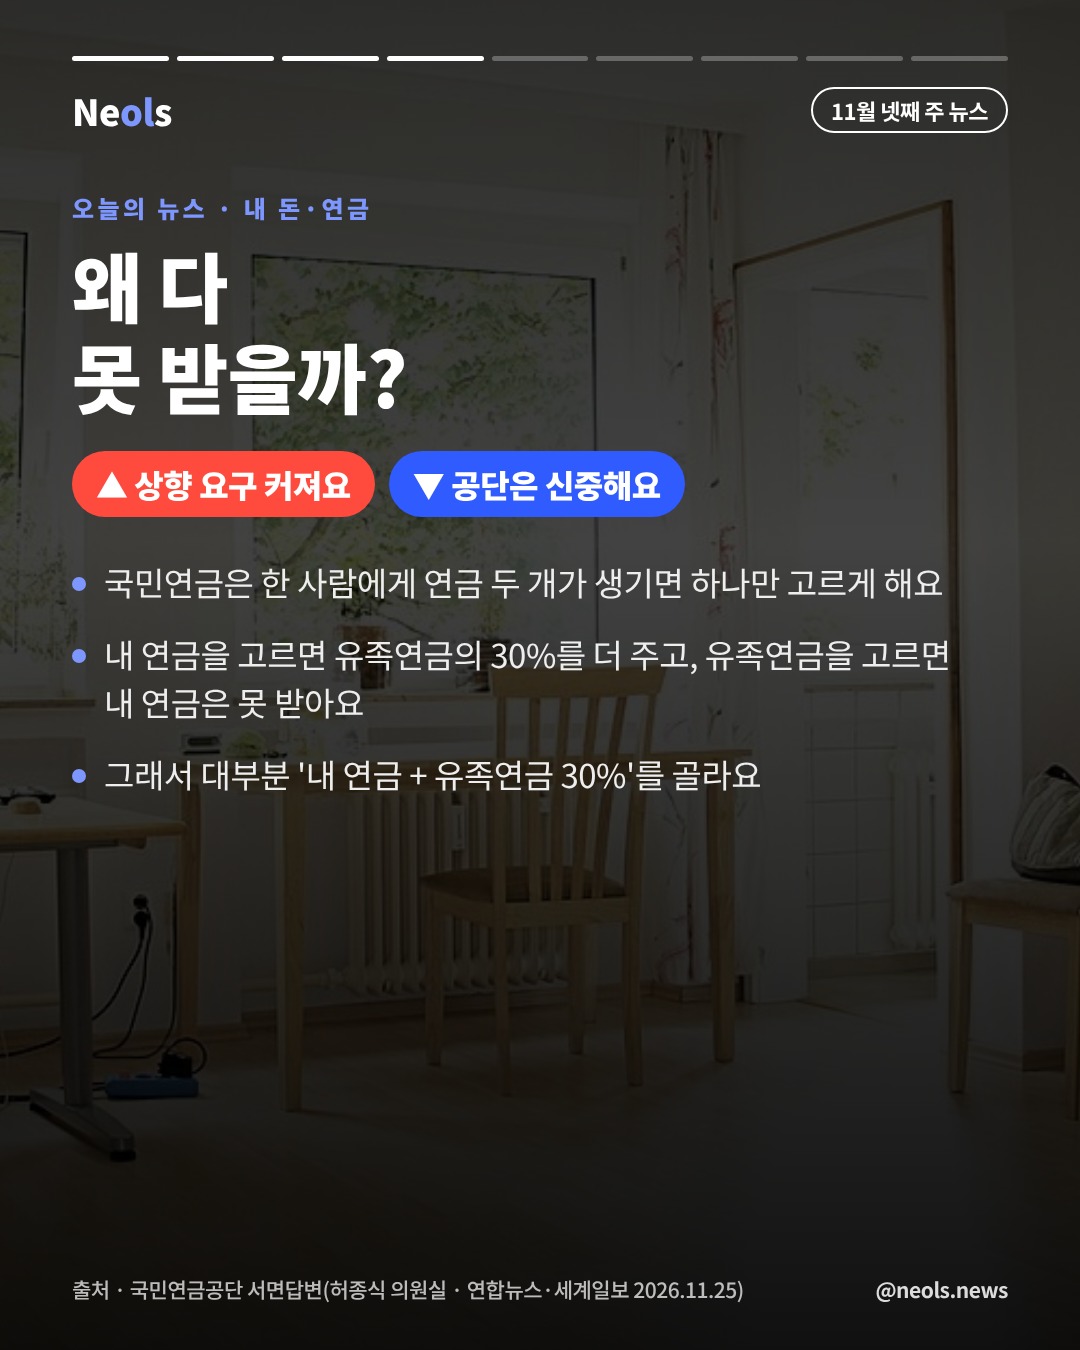 Neols
11월 넷째 주 뉴스
오늘의 뉴스 · 내 돈·연금
왜 다
못 받을까?
▲ 상향 요구 커져요
▼ 공단은 신중해요
국민연금은 한 사람에게 연금 두 개가 생기면 하나만 고르게 해요
내 연금을 고르면 유족연금의 30%를 더 주고, 유족연금을 고르면
내 연금은 못 받아요
그래서 대부분 '내 연금 + 유족연금 30%'를 골라요
출처 · 국민연금공단 서면답변(허종식 의원실 · 연합뉴스·세계일보 2026.11.25)
@neols.news